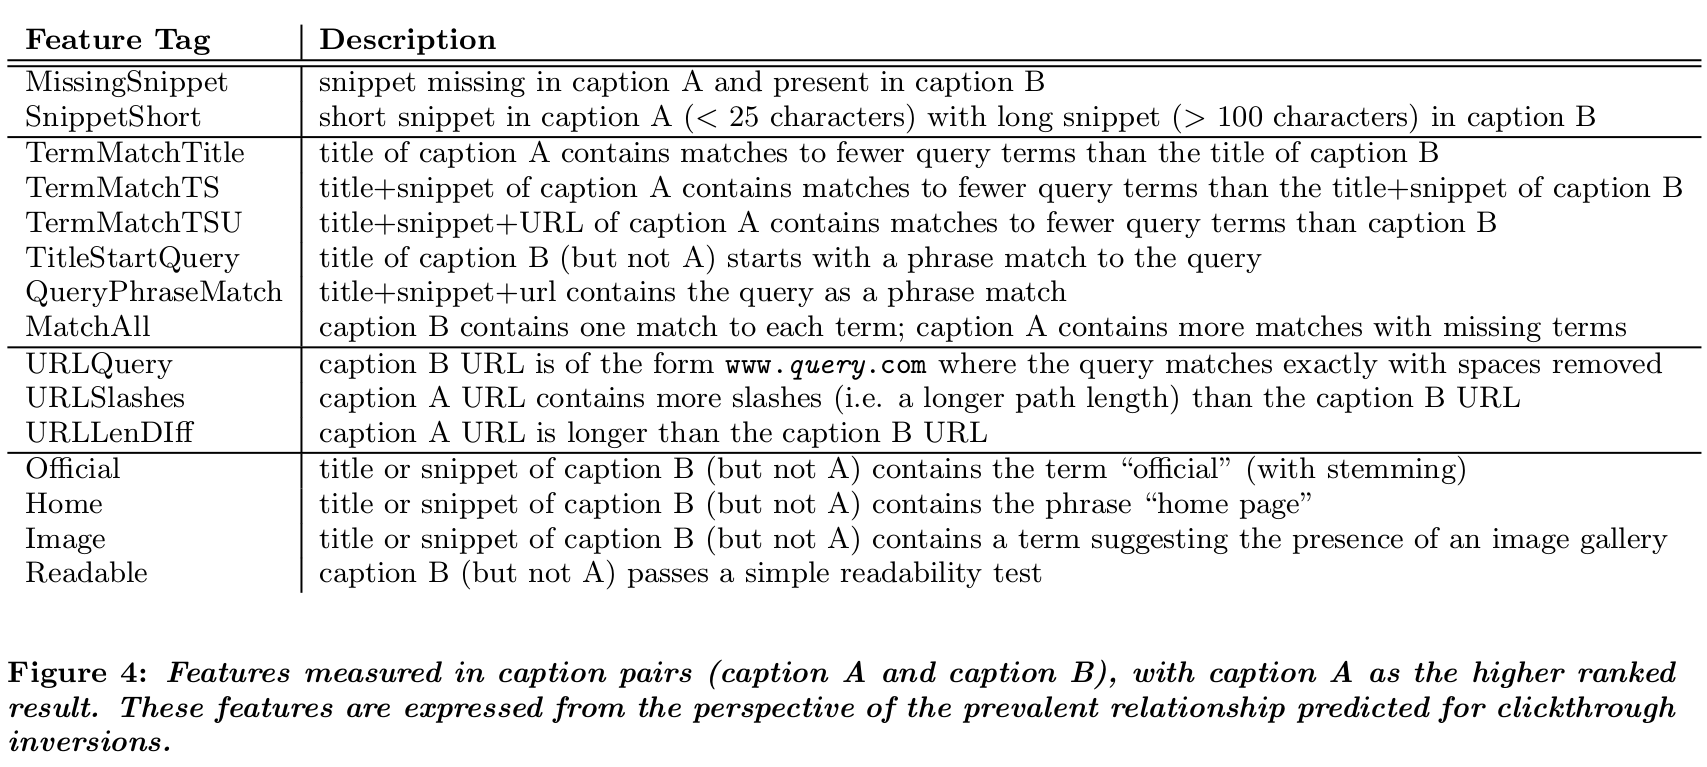 Feature Tag Description
MissingSnippet snippet missing in caption A and present in caption B
SnippetShort short snippet in caption A (< 25 characters) with long snippet (> 100 characters) in caption B
TermMatchTitle title of caption A contains matches to fewer query terms than the title of caption B
TermMatchTS title+snippet of caption A contains matches to fewer query terms than the title+snippet of caption B
TermMatchTSU title+snippet+URL of caption A contains matches to fewer query terms than caption B
TitleStartQuery title of caption B (but not A) starts with a phrase match to the query
QueryPhraseMatch title+snippet+url contains the query as a phrase match
MatchAll caption B contains one match to each term; caption A contains more matches with missing terms
URLQuery caption B URL is of the form www.query.com where the query matches exactly with spaces removed
URLSlashes caption A URL contains more slashes (i.e. a longer path length) than the caption B URL
URLLenDIff caption A URL is longer than the caption B URL
Official title or snippet of caption B (but not A) contains the term “official” (with stemming)
Home title or snippet of caption B (but not A) contains the phrase “home page”
Image title or snippet of caption B (but not A) contains a term suggesting the presence of an image gallery
Readable caption B (but not A) passes a simple readability test
Figure 4: Features measured in caption pairs (caption A and caption B), with caption A as the higher ranked
result. These features are expressed from the perspective of the prevalent relationship predicted for clickthrough
inversions.